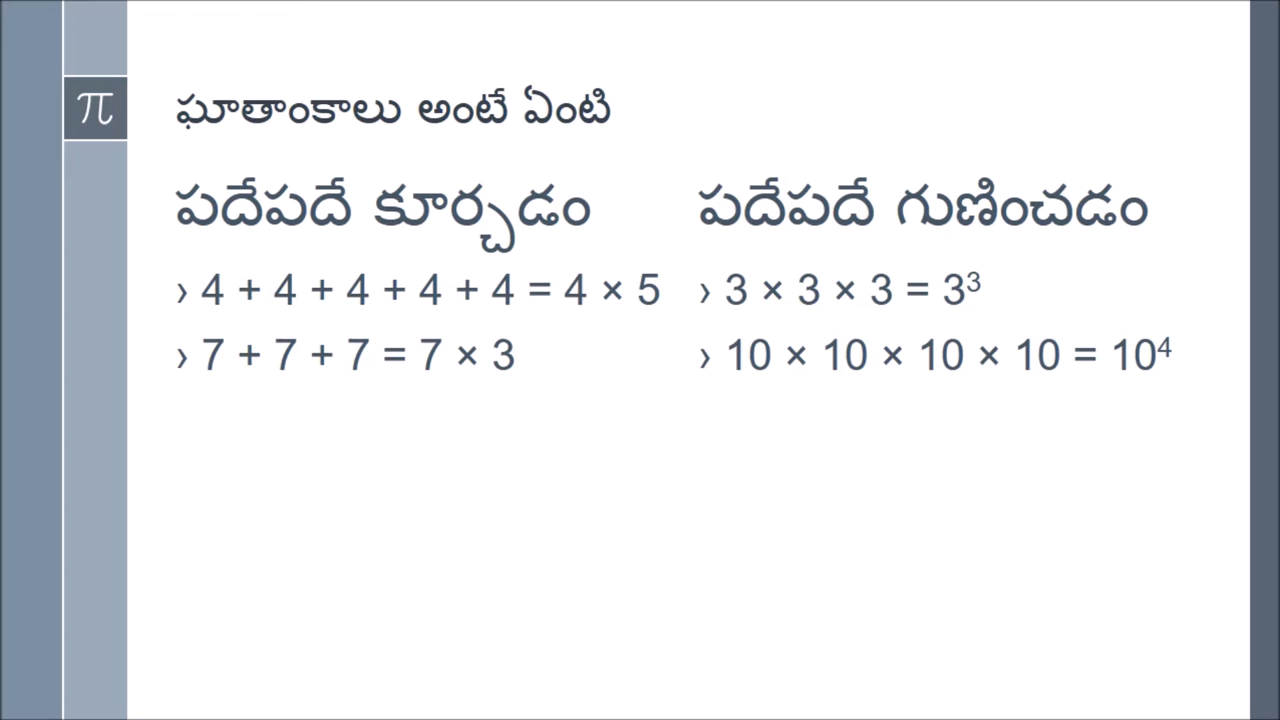 π
ఘాతాంకాలు అంటే ఏంటి
పదేపదే కూర్చడం
› 4 + 4 + 4 + 4 + 4 = 4 × 5
› 7 + 7 + 7 = 7 × 3
పదేపదే గుణించడం
› 3 × 3 × 3 = 3³
› 10 × 10 × 10 × 10 = 10⁴